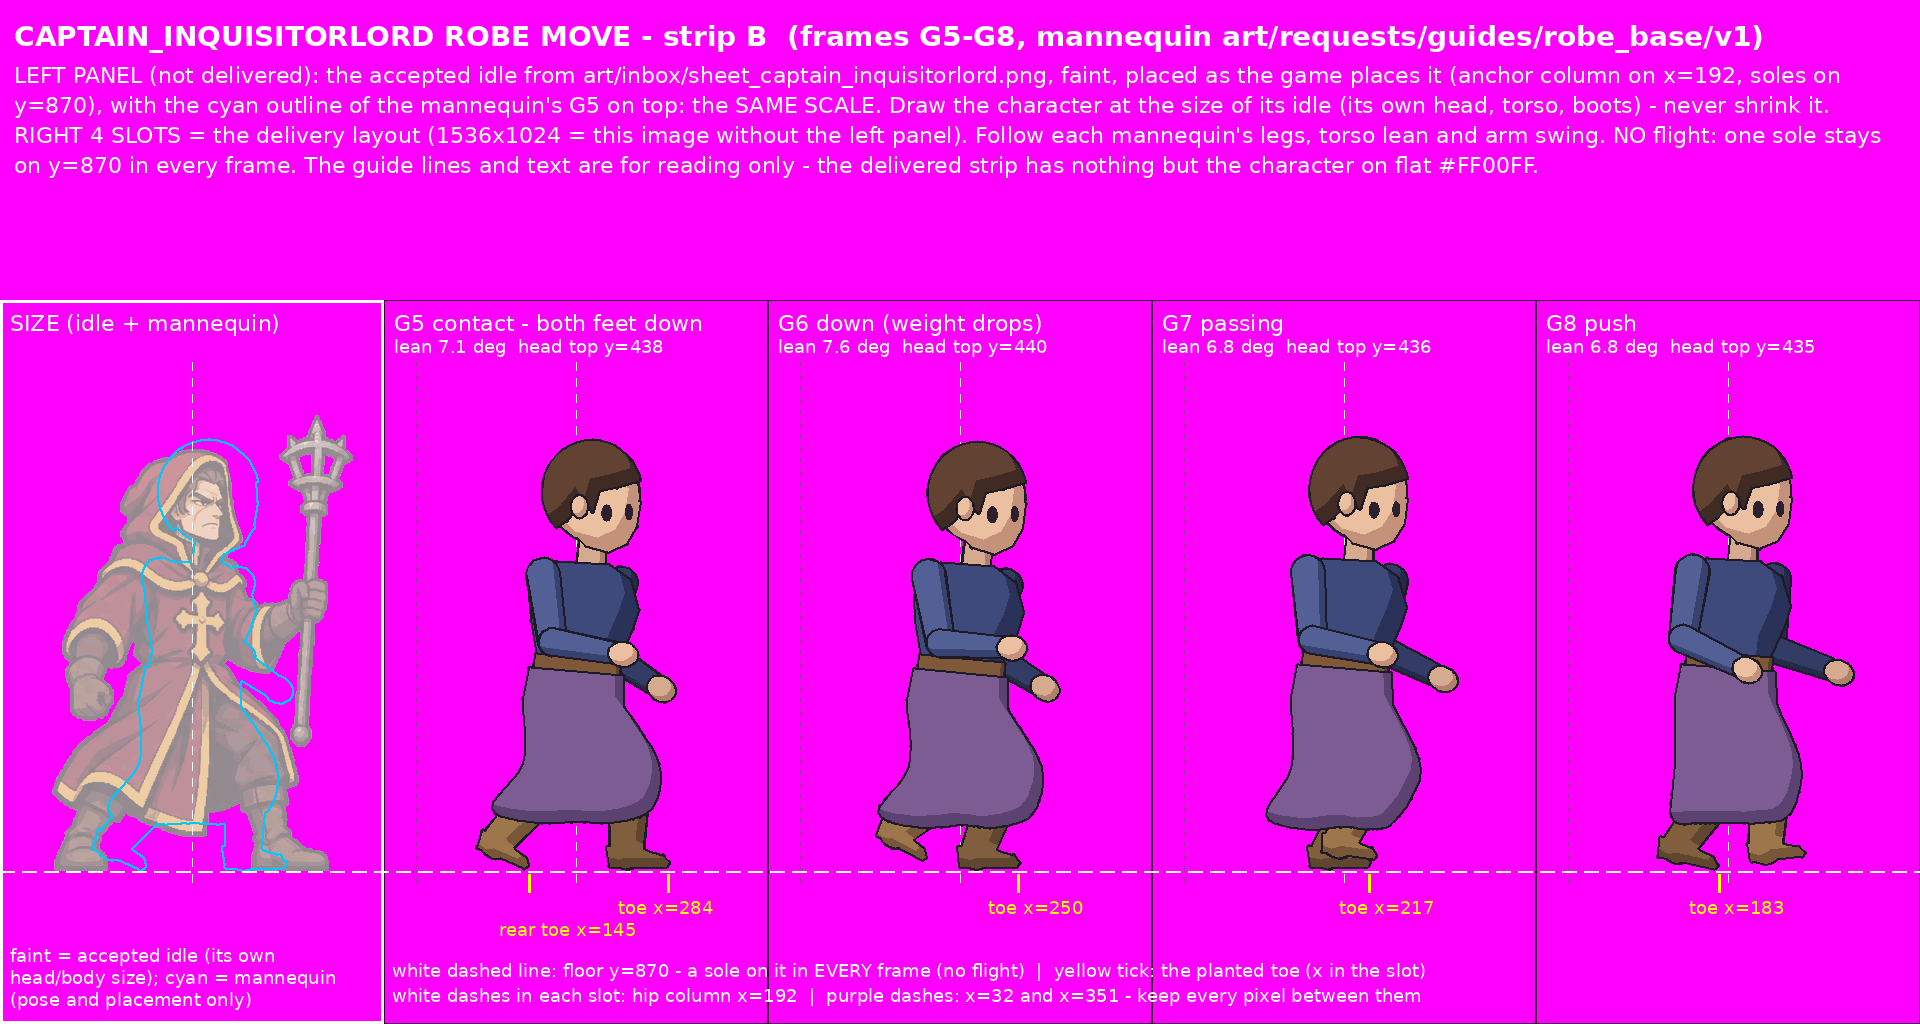 CAPTAIN_INQUISITORLORD ROBE MOVE - strip B  (frames G5-G8, mannequin art/requests/guides/robe_base/v1)
LEFT PANEL (not delivered): the accepted idle from art/inbox/sheet_captain_inquisitorlord.png, faint, placed as the game places it (anchor column on x=192, soles on
y=870), with the cyan outline of the mannequin's G5 on top: the SAME SCALE. Draw the character at the size of its idle (its own head, torso, boots) - never shrink it.
RIGHT 4 SLOTS = the delivery layout (1536x1024 = this image without the left panel). Follow each mannequin's legs, torso lean and arm swing. NO flight: one sole stays
on y=870 in every frame. The guide lines and text are for reading only - the delivered strip has nothing but the character on flat #FF00FF.
SIZE (idle + mannequin)
G5 contact - both feet down
lean 7.1 deg  head top y=438
G6 down (weight drops)
lean 7.6 deg  head top y=440
G7 passing
lean 6.8 deg  head top y=436
G8 push
lean 6.8 deg  head top y=435
toe x=284
rear toe x=145
toe x=250
toe x=217
toe x=183
faint = accepted idle (its own
head/body size); cyan = mannequin
(pose and placement only)
white dashed line: floor y=870 - a sole on it in EVERY frame (no flight)  |  yellow tick: the planted toe (x in the slot)
white dashes in each slot: hip column x=192  |  purple dashes: x=32 and x=351 - keep every pixel between them